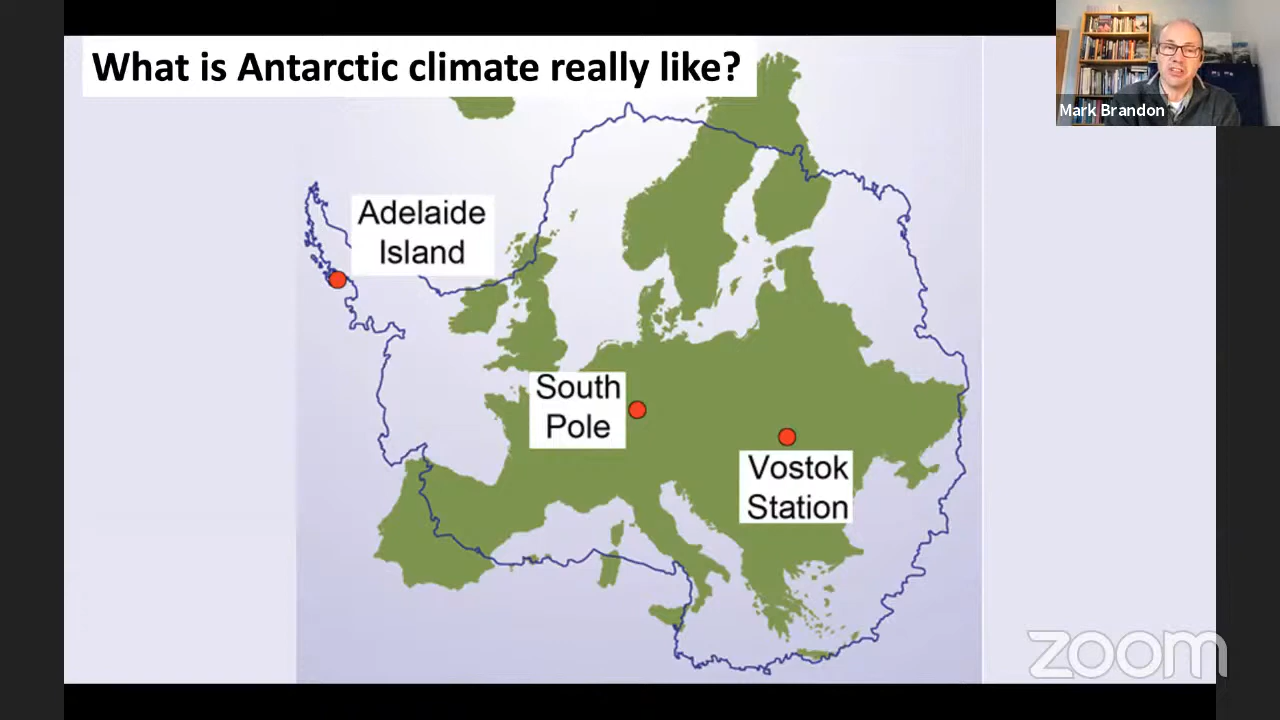 What is Antarctic climate really like?
Mark Brandon
Adelaide
Island
South
Pole
Vostok
Station
zoom